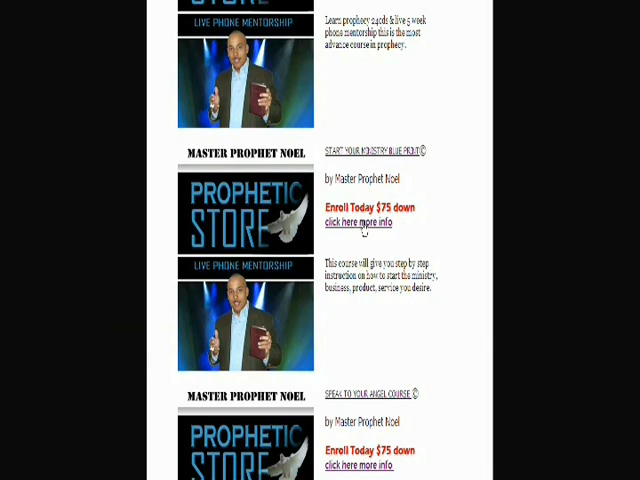 STORE
LIVE PHONE MENTORSHIP
Learn prophecy 24cds & live 5 week
phone mentorship this is the most
advance course in prophecy.
MASTER PROPHET NOEL
PROPHETIC
STORE
LIVE PHONE MENTORSHIP
START YOUR MINISTRY BLUE PRINT©
by Master Prophet Noel
Enroll Today $75 down
click here more info
This course will give you step by step
instruction on how to start the ministry,
business, product, service you desire.
MASTER PROPHET NOEL
PROPHETIC
STORE
SPEAK TO YOUR ANGEL COURSE ©
by Master Prophet Noel
Enroll Today $75 down
click here more info